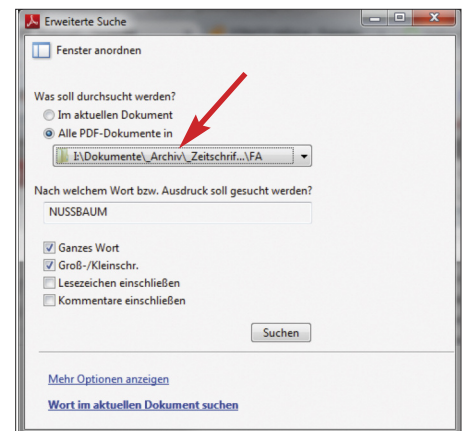 Erweiterte Suche
Fenster anordnen
Was soll durchsucht werden?
Im aktuellen Dokument
Alle PDF-Dokumente in
I:\Dokumente\_Archiv\_Zeitschrif...\FA
Nach welchem Wort bzw. Ausdruck soll gesucht werden?
NUSSBAUM
Ganzes Wort
Groß-/Kleinschr.
Lesezeichen einschließen
Kommentare einschließen
Suchen
Mehr Optionen anzeigen
Wort im aktuellen Dokument suchen